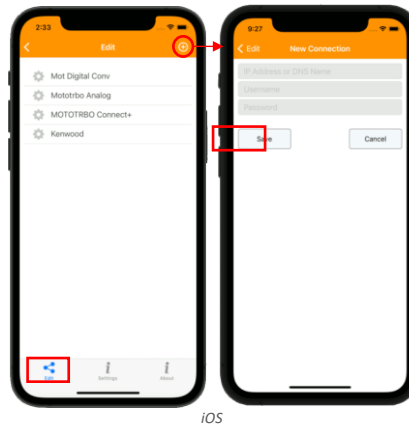 2:33
Edit
Mot Digital Conv
Mototrbo Analog
MOTOTRBO Connect+
Kenwood
Edit
Settings
About
9:27
Edit
New Connection
IP Address or DNS Name
Username
Password
Save
Cancel
iOS